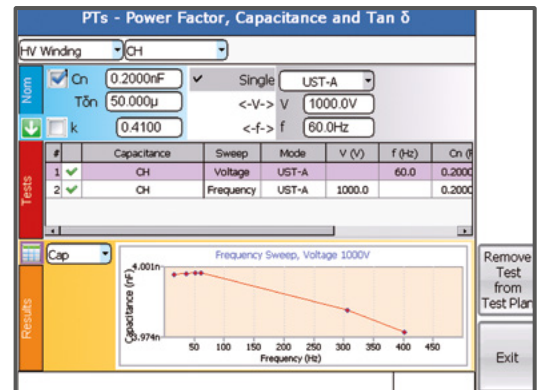 PTs - Power Factor, Capacitance and Tan δ
HV Winding CH
Nom
Cn 0.2000nF Single UST-A
Tδn 50.000µ <-V-> V 1000.0V
k 0.4100 <-f-> f 60.0Hz
Tests
# Capacitance Sweep Mode V (V) f (Hz) Cn (F
1 CH Voltage UST-A 60.0 0.2000
2 CH Frequency UST-A 1000.0 0.2000
Results
Cap
Frequency Sweep, Voltage 1000V
4.001n
3.974n
Capacitance (nF)
50 100 150 200 250 300 350 400 450
Frequency (Hz)
Remove
Test
from
Test Plan
Exit